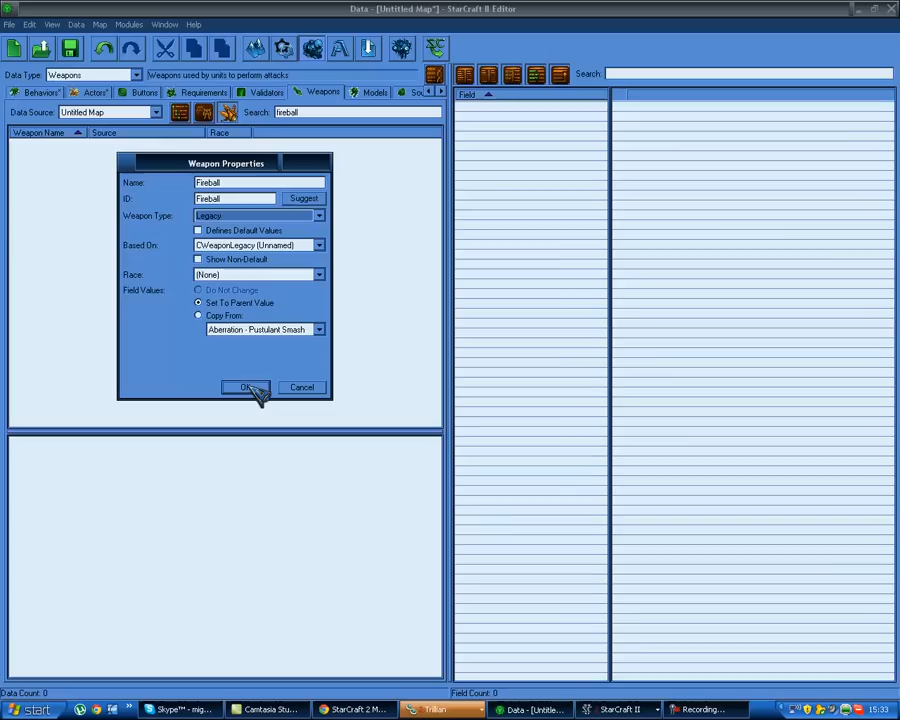 Data - [Untitled Map*] - StarCraft II Editor
File Edit View Data Map Modules Window Help
Data Type: Weapons Weapons used by units to perform attacks Search:
Behaviors* Actors* Buttons Requirements Validators Weapons Models
Data Source: Untitled Map Search: fireball
Weapon Name Source Race
Field
Weapon Properties
Name: Fireball
ID: Fireball Suggest
Weapon Type: Legacy
Defines Default Values
Based On: CWeaponLegacy (Unnamed)
Show Non-Default
Race: (None)
Field Values: Do Not Change
Set To Parent Value
Copy From:
Aberration - Pustulant Smash
OK Cancel
Data Count: 0 Field Count: 0
start Skype™ - mig... Camtasia Stu... StarCraft 2 M... Trillian Data - [Untitle... StarCraft II Recording... 15:33